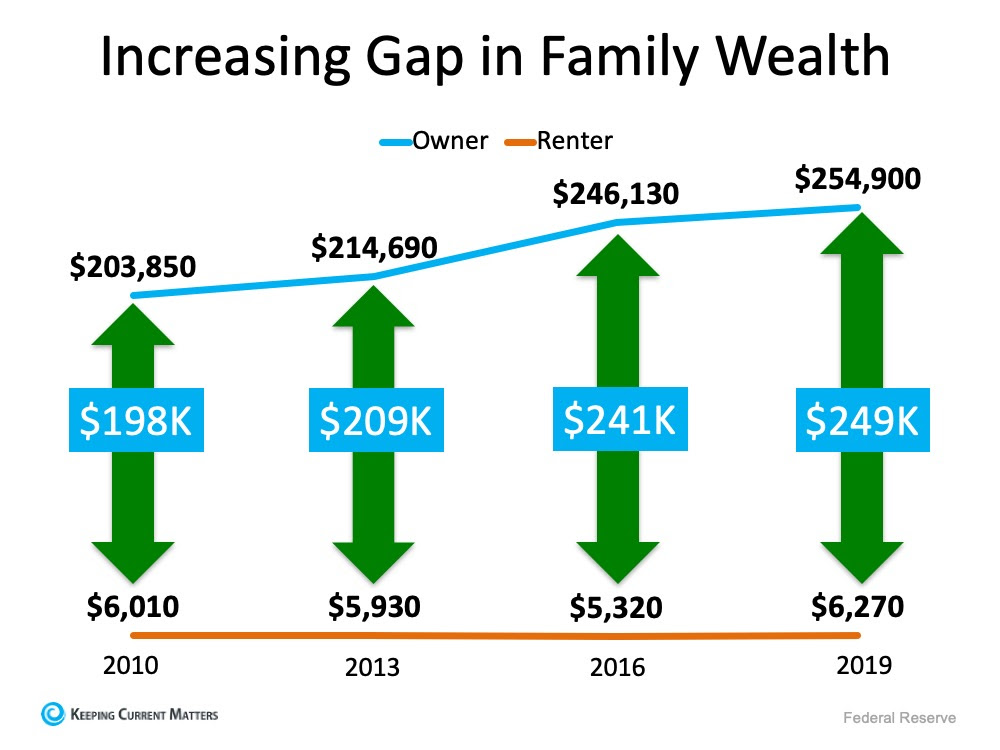 Increasing Gap in Family Wealth
Owner Renter
$203,850 $214,690 $246,130 $254,900
$198K $209K $241K $249K
$6,010 $5,930 $5,320 $6,270
2010 2013 2016 2019
KEEPING CURRENT MATTERS
Federal Reserve